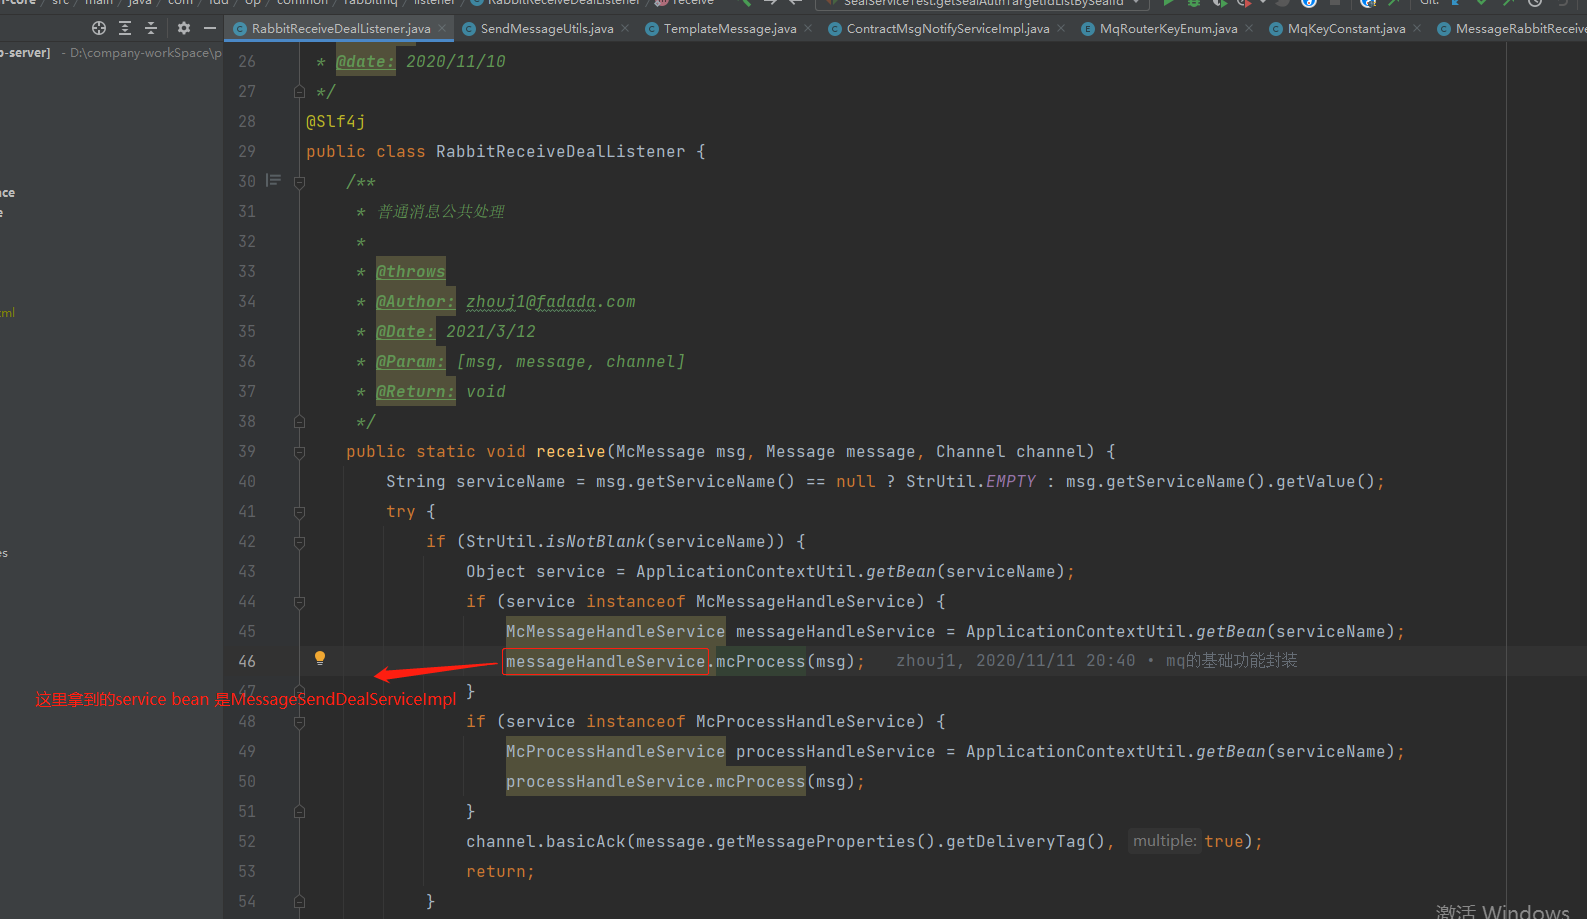 r-core / src / main / java / com / fdd / op / common / rabbitmq / listener / RabbitReceiveDealListener / receive SealServiceTest.getSealAuthTargetIdListBySealId Git:
RabbitReceiveDealListener.java SendMessageUtils.java TemplateMessage.java ContractMsgNotifyServiceImpl.java MqRouterKeyEnum.java MqKeyConstant.java MessageRabbitReceive
o-server] - D:\company-workSpace\p
nce
e
tml
es
26 * @date: 2020/11/10
27 */
28 @Slf4j
29 public class RabbitReceiveDealListener {
30 /**
31 * 普通消息公共处理
32 *
33 * @throws
34 * @Author: zhouj1@fadada.com
35 * @Date: 2021/3/12
36 * @Param: [msg, message, channel]
37 * @Return: void
38 */
39 public static void receive(McMessage msg, Message message, Channel channel) {
40 String serviceName = msg.getServiceName() == null ? StrUtil.EMPTY : msg.getServiceName().getValue();
41 try {
42 if (StrUtil.isNotBlank(serviceName)) {
43 Object service = ApplicationContextUtil.getBean(serviceName);
44 if (service instanceof McMessageHandleService) {
45 McMessageHandleService messageHandleService = ApplicationContextUtil.getBean(serviceName);
46 messageHandleService.mcProcess(msg); zhouj1, 2020/11/11 20:40 • mq的基础功能封装
47 }
这里拿到的service bean 是MessageSendDealServiceImpl
48 if (service instanceof McProcessHandleService) {
49 McProcessHandleService processHandleService = ApplicationContextUtil.getBean(serviceName);
50 processHandleService.mcProcess(msg);
51 }
52 channel.basicAck(message.getMessageProperties().getDeliveryTag(), multiple: true);
53 return;
54 }
激活 Windows